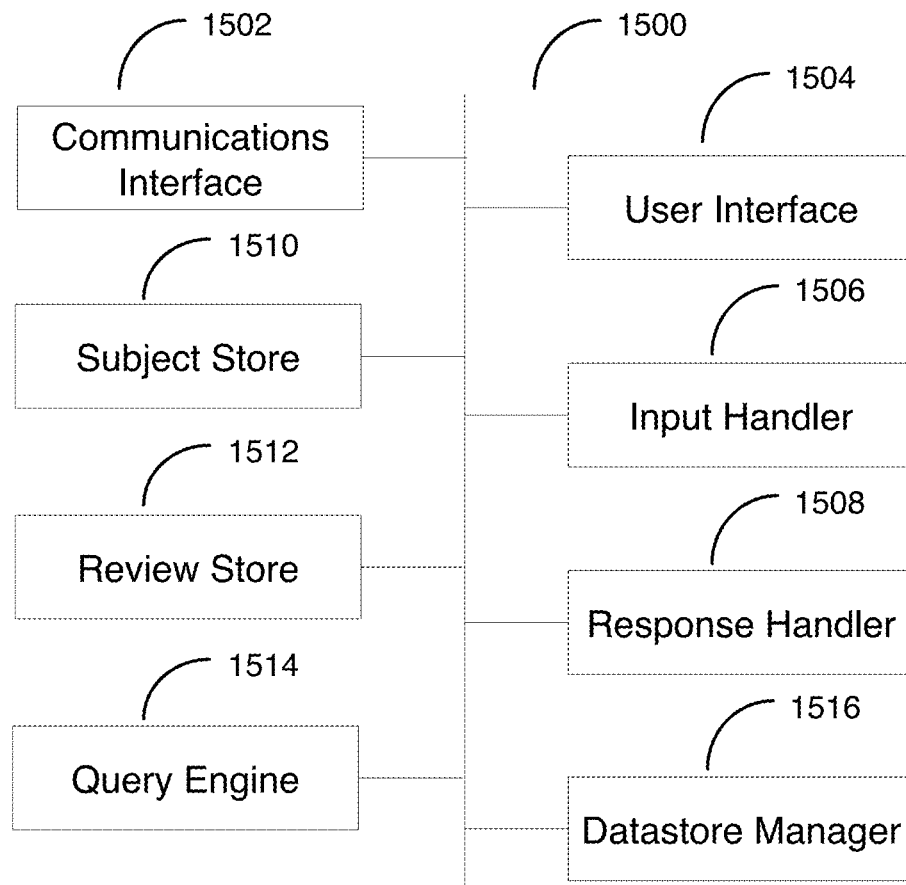 1502
1500
1504
Communications
Interface
User Interface
1510
1506
Subject Store
Input Handler
1512
1508
Review Store
Response Handler
1514
1516
Query Engine
Datastore Manager